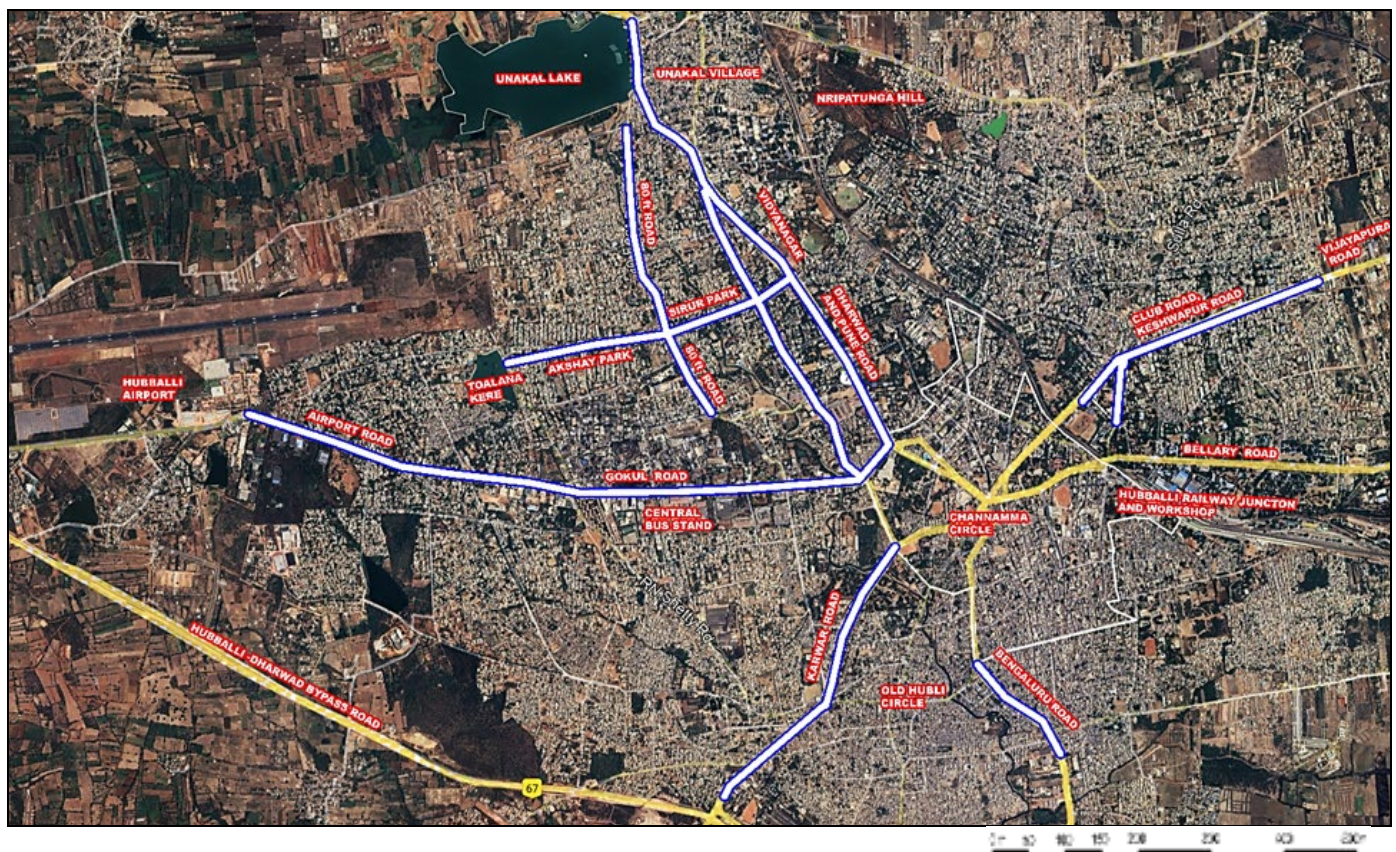 UNAKAL LAKE
UNAKAL VILLAGE
NRIPATUNGA HILL
80 ft ROAD
VIDYANAGAR
VIJAYAPURA
ROAD
SIRUR PARK
DHARWAD
AND PUNE ROAD
CLUB ROAD,
KESHWAPUR ROAD
AKSHAY PARK
80 ft ROAD
TOALANA
KERE
HUBBALLI
AIRPORT
AIRPORT ROAD
GOKUL ROAD
BELLARY ROAD
CENTRAL
BUS STAND
CHANNAMMA
CIRCLE
HUBBALLI RAILWAY JUNCTON
AND WORKSHOP
KARWAR ROAD
HUBBALLI -DHARWAD BYPASS ROAD
BENGALURU ROAD
OLD HUBLI
CIRCLE
67